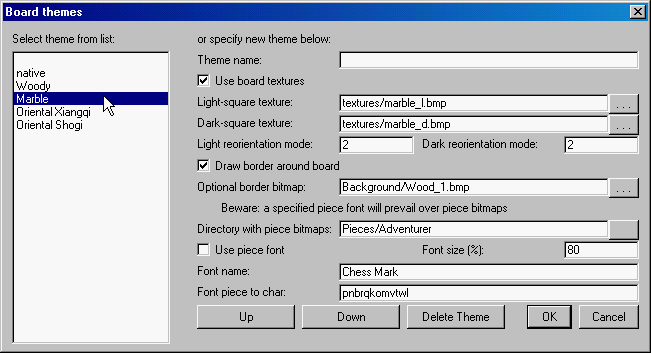 Board themes
Select theme from list:
or specify new theme below:
native
Woody
Marble
Oriental Xiangqi
Oriental Shogi
Theme name:
Use board textures
Light-square texture: textures/marble_l.bmp ...
Dark-square texture: textures/marble_d.bmp ...
Light reorientation mode: 2 Dark reorientation mode: 2
Draw border around board
Optional border bitmap: Background/Wood_1.bmp ...
Beware: a specified piece font will prevail over piece bitmaps
Directory with piece bitmaps: Pieces/Adventurer
Use piece font Font size (%): 80
Font name: Chess Mark
Font piece to char: pnbrqkomvtwl
Up Down Delete Theme OK Cancel